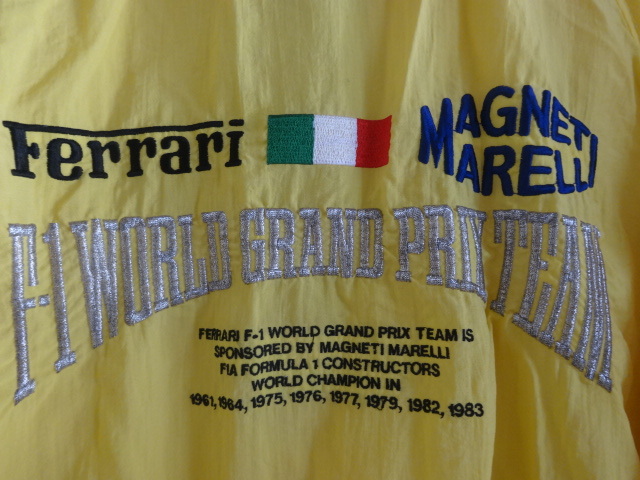 Ferrari
MAGNETI
MARELLI
F-1 WORLD GRAND PRIX TEAM
FERRARI F-1 WORLD GRAND PRIX TEAM IS
SPONSORED BY MAGNETI MARELLI
FIA FORMULA 1 CONSTRUCTORS
WORLD CHAMPION IN
1961, 1964, 1975, 1976, 1977, 1979, 1982, 1983